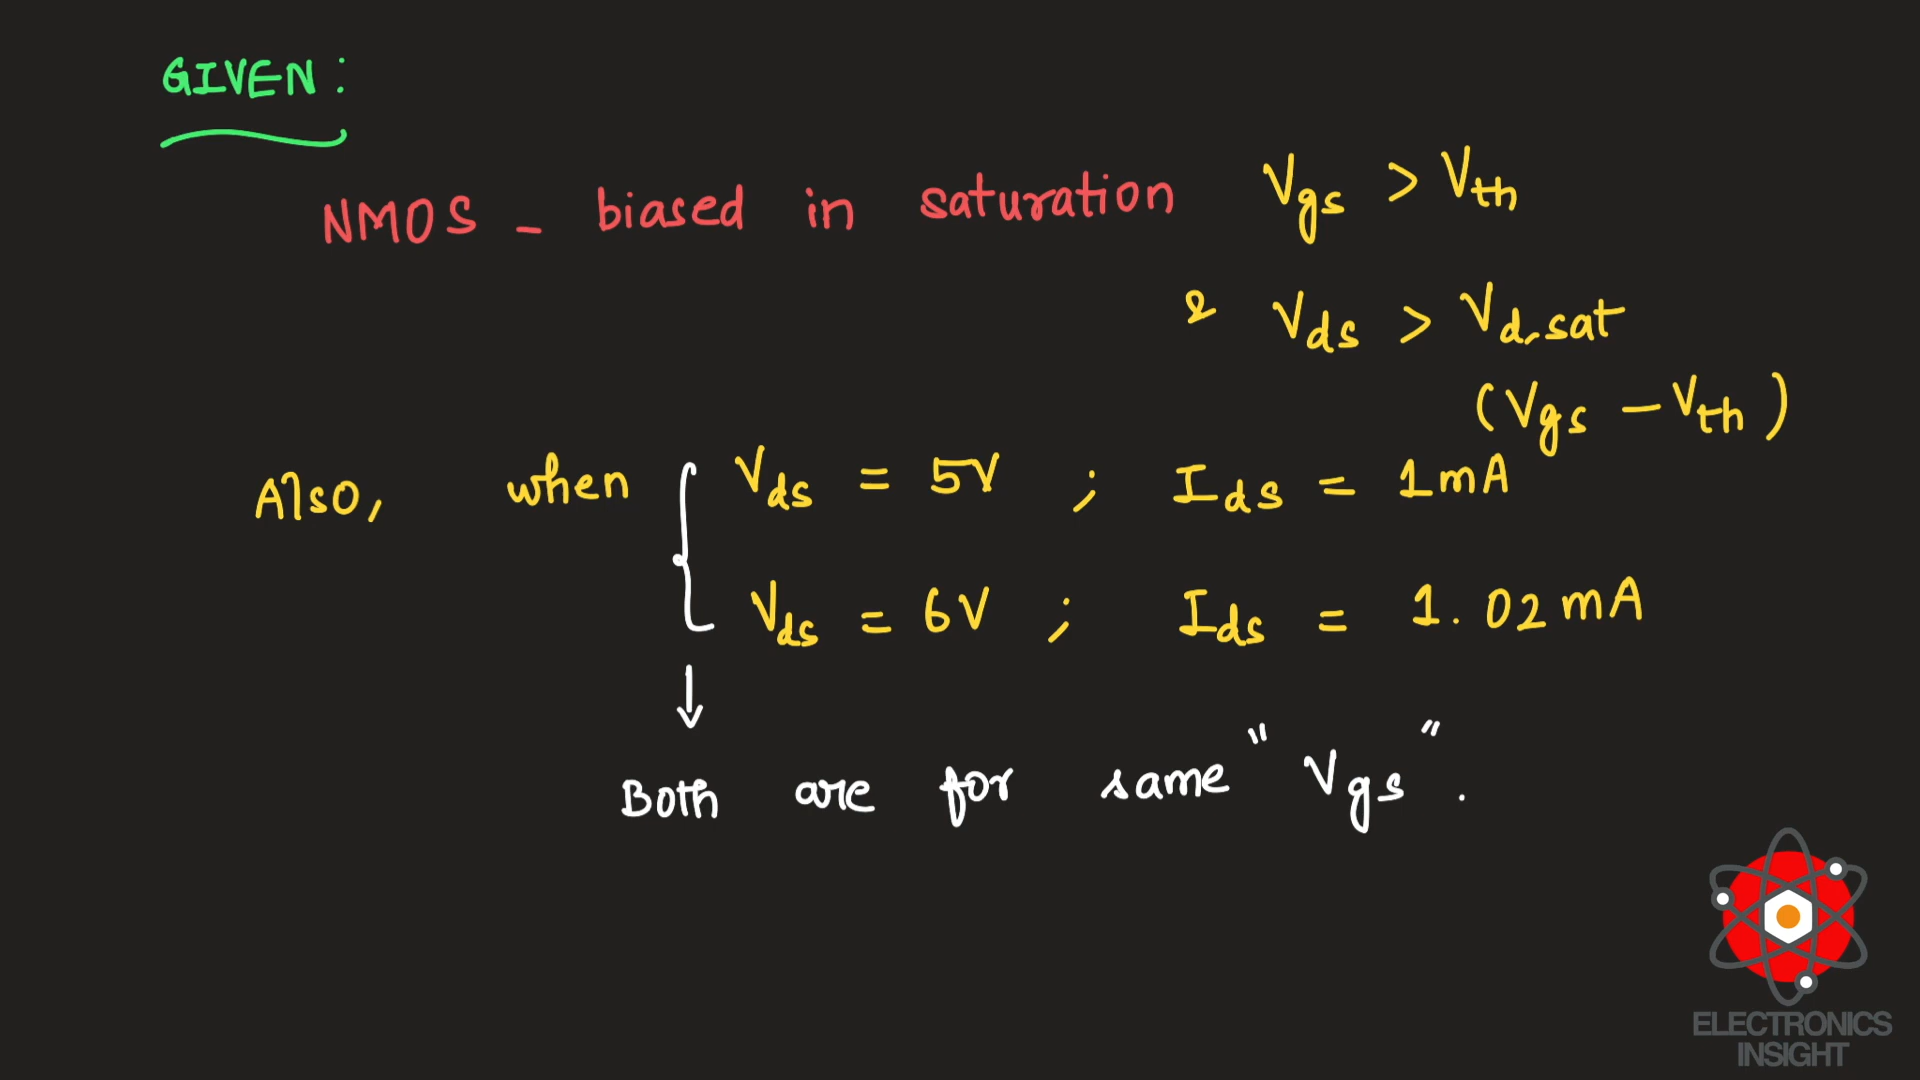 GIVEN:
NMOS - biased in saturation Vgs > Vth
& Vds > Vd,sat
(Vgs - Vth)
Also, when Vds = 5V ; Ids = 1mA
Vds = 6V ; Ids = 1.02mA
Both are for same "Vgs".
ELECTRONICS
INSIGHT